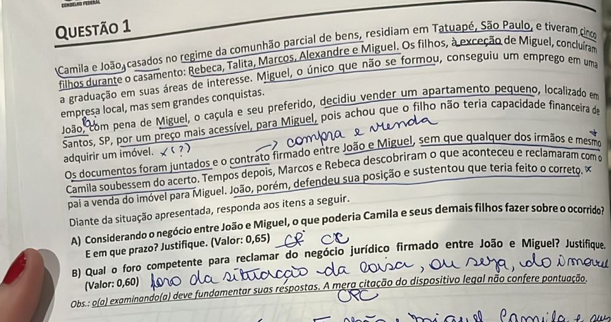 CONSELHO FEDERAL
QUESTÃO 1
Camila e João, casados no regime da comunhão parcial de bens, residiam em Tatuapé, São Paulo, e tiveram cinco
filhos durante o casamento: Rebeca, Talita, Marcos, Alexandre e Miguel. Os filhos, à exceção de Miguel, concluíram
a graduação em suas áreas de interesse. Miguel, o único que não se formou, conseguiu um emprego em uma
empresa local, mas sem grandes conquistas.
Pai
João, com pena de Miguel, o caçula e seu preferido, decidiu vender um apartamento pequeno, localizado em
Santos, SP, por um preço mais acessível, para Miguel, pois achou que o filho não teria capacidade financeira de
adquirir um imóvel. x(?) → compra e venda
Os documentos foram juntados e o contrato firmado entre João e Miguel, sem que qualquer dos irmãos e mesmo
Camila soubessem do acerto. Tempos depois, Marcos e Rebeca descobriram o que aconteceu e reclamaram com o
pai a venda do imóvel para Miguel. João, porém, defendeu sua posição e sustentou que teria feito o correto. x
Diante da situação apresentada, responda aos itens a seguir.
A) Considerando o negócio entre João e Miguel, o que poderia Camila e seus demais filhos fazer sobre o ocorrido?
E em que prazo? Justifique. (Valor: 0,65) CC
B) Qual o foro competente para reclamar do negócio jurídico firmado entre João e Miguel? Justifique.
(Valor: 0,60) foro da situação da coisa, ou seja, do imóvel
Obs.: o(a) examinando(a) deve fundamentar suas respostas. A mera citação do dispositivo legal não confere pontuação.
CPC
Miguel Camila e seus